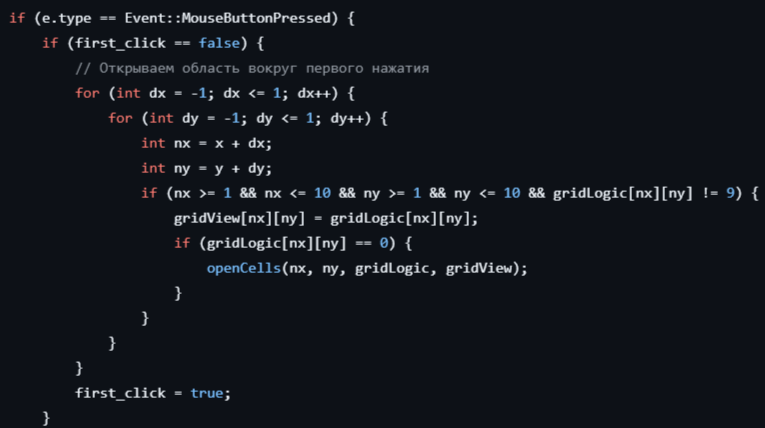 if (e.type == Event::MouseButtonPressed) {
    if (first_click == false) {
        // Открываем область вокруг первого нажатия
        for (int dx = -1; dx <= 1; dx++) {
            for (int dy = -1; dy <= 1; dy++) {
                int nx = x + dx;
                int ny = y + dy;
                if (nx >= 1 && nx <= 10 && ny >= 1 && ny <= 10 && gridLogic[nx][ny] != 9) {
                    gridView[nx][ny] = gridLogic[nx][ny];
                    if (gridLogic[nx][ny] == 0) {
                        openCells(nx, ny, gridLogic, gridView);
                    }
                }
            }
        }
        first_click = true;
    }